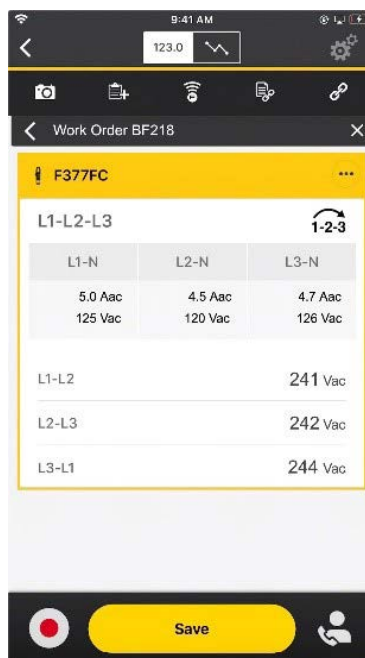 9:41 AM
123.0
Work Order BF218
F377FC
L1-L2-L3
1-2-3
L1-N L2-N L3-N
5.0 Aac 4.5 Aac 4.7 Aac
125 Vac 120 Vac 126 Vac
L1-L2 241 Vac
L2-L3 242 Vac
L3-L1 244 Vac
Save